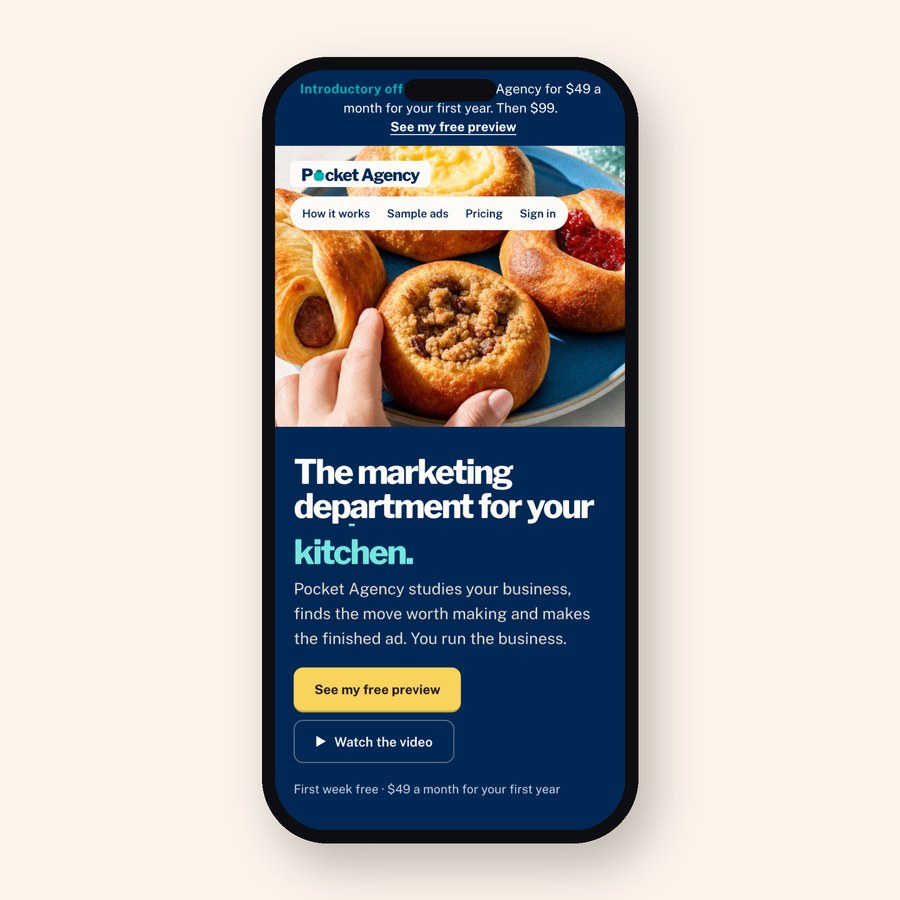 Introductory off Agency for $49 a
month for your first year. Then $99.
See my free preview
Pocket Agency
How it works Sample ads Pricing Sign in
The marketing
department for your
kitchen.
Pocket Agency studies your business,
finds the move worth making and makes
the finished ad. You run the business.
See my free preview
Watch the video
First week free · $49 a month for your first year